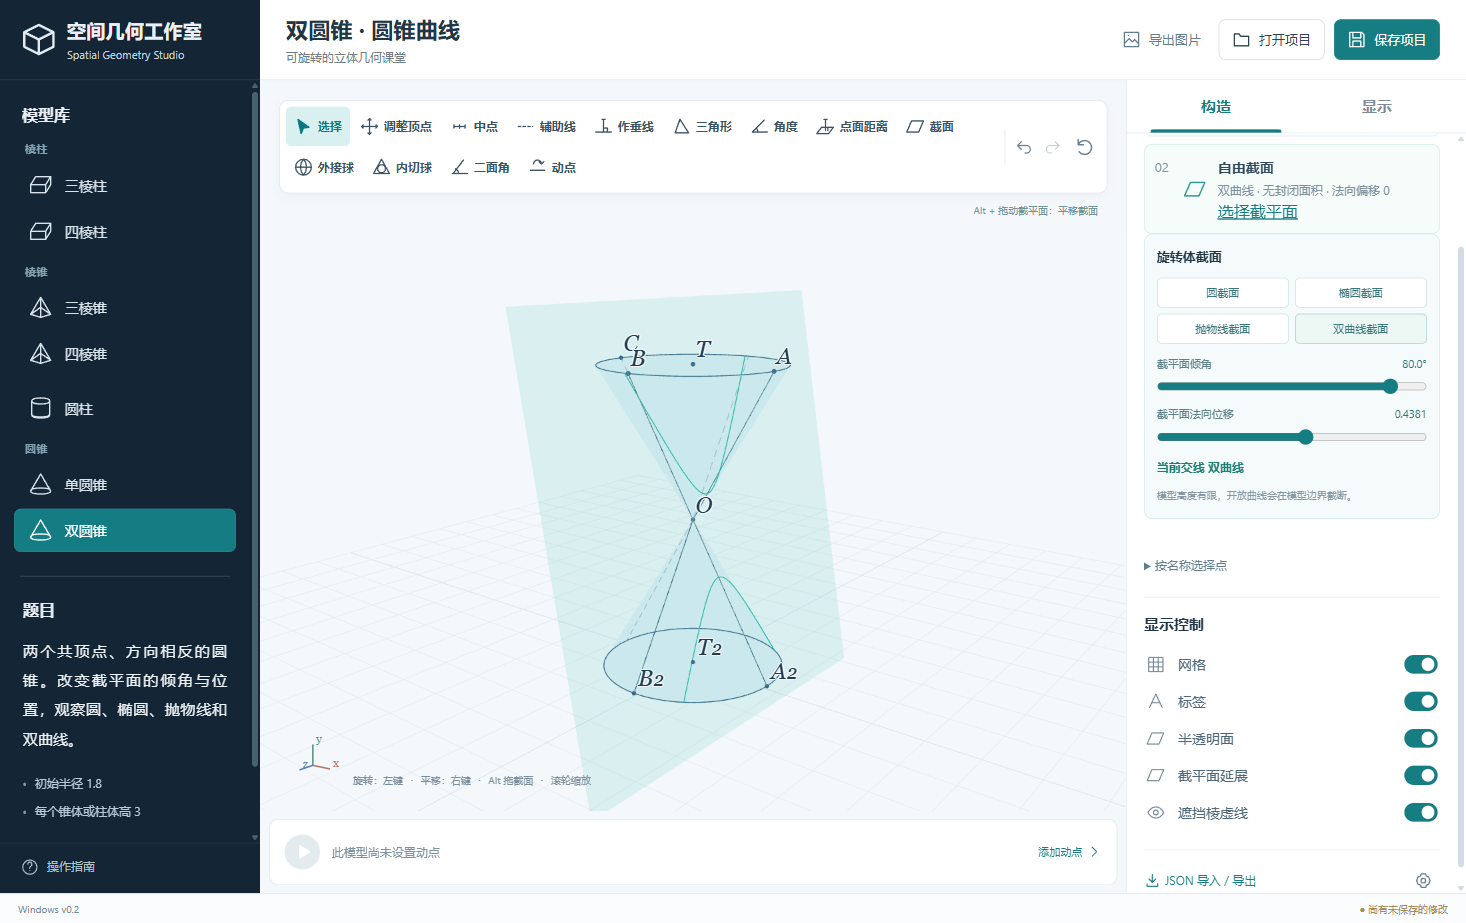 空间几何工作室
Spatial Geometry Studio
模型库
棱柱
三棱柱
四棱柱
棱锥
三棱锥
四棱锥
圆柱
圆锥
单圆锥
双圆锥
题目
两个共顶点、方向相反的圆
锥。改变截平面的倾角与位
置，观察圆、椭圆、抛物线和
双曲线。
• 初始半径 1.8
• 每个锥体或柱体高 3
操作指南
Windows v0.2
双圆锥 · 圆锥曲线
可旋转的立体几何课堂
导出图片
打开项目
保存项目
选择
调整顶点
中点
辅助线
作垂线
三角形
角度
点面距离
截面
外接球
内切球
二面角
动点
Alt + 拖动截平面：平移截面
C
B
T
A
O
T2
B2
A2
y
z
x
旋转：左键 · 平移：右键 · Alt 拖截面 · 滚轮缩放
此模型尚未设置动点
添加动点
构造
显示
02
自由截面
双曲线 · 无封闭面积 · 法向偏移 0
选择截平面
旋转体截面
圆截面
椭圆截面
抛物线截面
双曲线截面
截平面倾角
80.0°
截平面法向位移
0.4381
当前交线 双曲线
模型高度有限，开放曲线会在模型边界截断。
按名称选择点
显示控制
网格
标签
半透明面
截平面延展
遮挡棱虚线
JSON 导入 / 导出
尚有未保存的修改